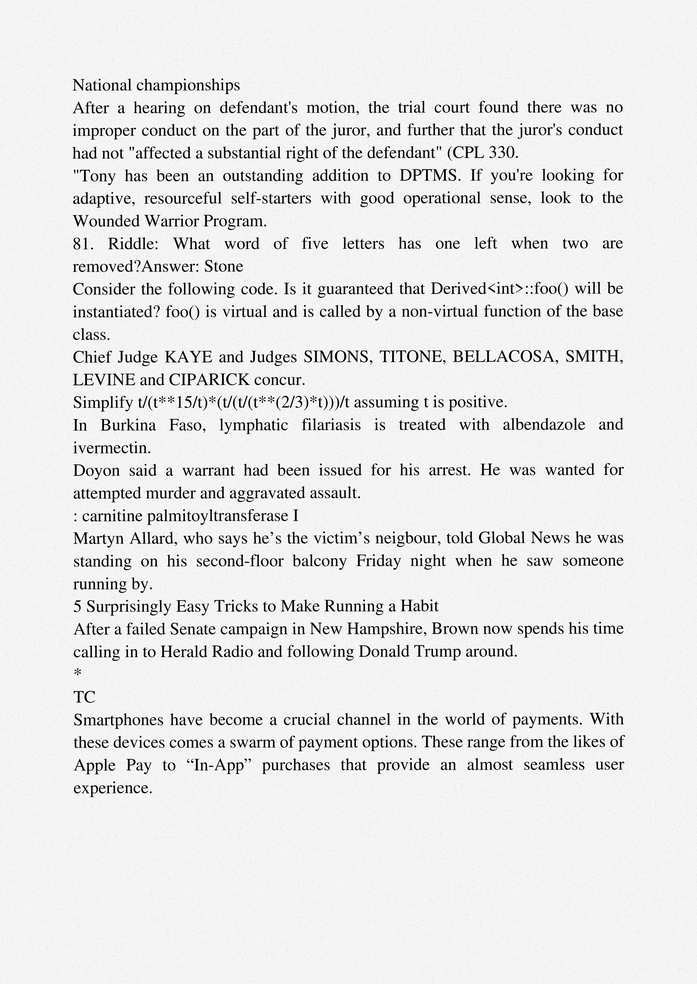 National championships
After a hearing on defendant's motion, the trial court found there was no
improper conduct on the part of the juror, and further that the juror's conduct
had not "affected a substantial right of the defendant" (CPL 330.
"Tony has been an outstanding addition to DPTMS. If you're looking for
adaptive, resourceful self-starters with good operational sense, look to the
Wounded Warrior Program.
81. Riddle: What word of five letters has one left when two are
removed?Answer: Stone
Consider the following code. Is it guaranteed that Derived<int>::foo() will be
instantiated? foo() is virtual and is called by a non-virtual function of the base
class.
Chief Judge KAYE and Judges SIMONS, TITONE, BELLACOSA, SMITH,
LEVINE and CIPARICK concur.
Simplify t/(t**15/t)*(t/(t/(t**(2/3)*t)))/t assuming t is positive.
In Burkina Faso, lymphatic filariasis is treated with albendazole and
ivermectin.
Doyon said a warrant had been issued for his arrest. He was wanted for
attempted murder and aggravated assault.
: carnitine palmitoyltransferase I
Martyn Allard, who says he’s the victim’s neigbour, told Global News he was
standing on his second-floor balcony Friday night when he saw someone
running by.
5 Surprisingly Easy Tricks to Make Running a Habit
After a failed Senate campaign in New Hampshire, Brown now spends his time
calling in to Herald Radio and following Donald Trump around.
*
TC
Smartphones have become a crucial channel in the world of payments. With
these devices comes a swarm of payment options. These range from the likes of
Apple Pay to “In-App” purchases that provide an almost seamless user
experience.